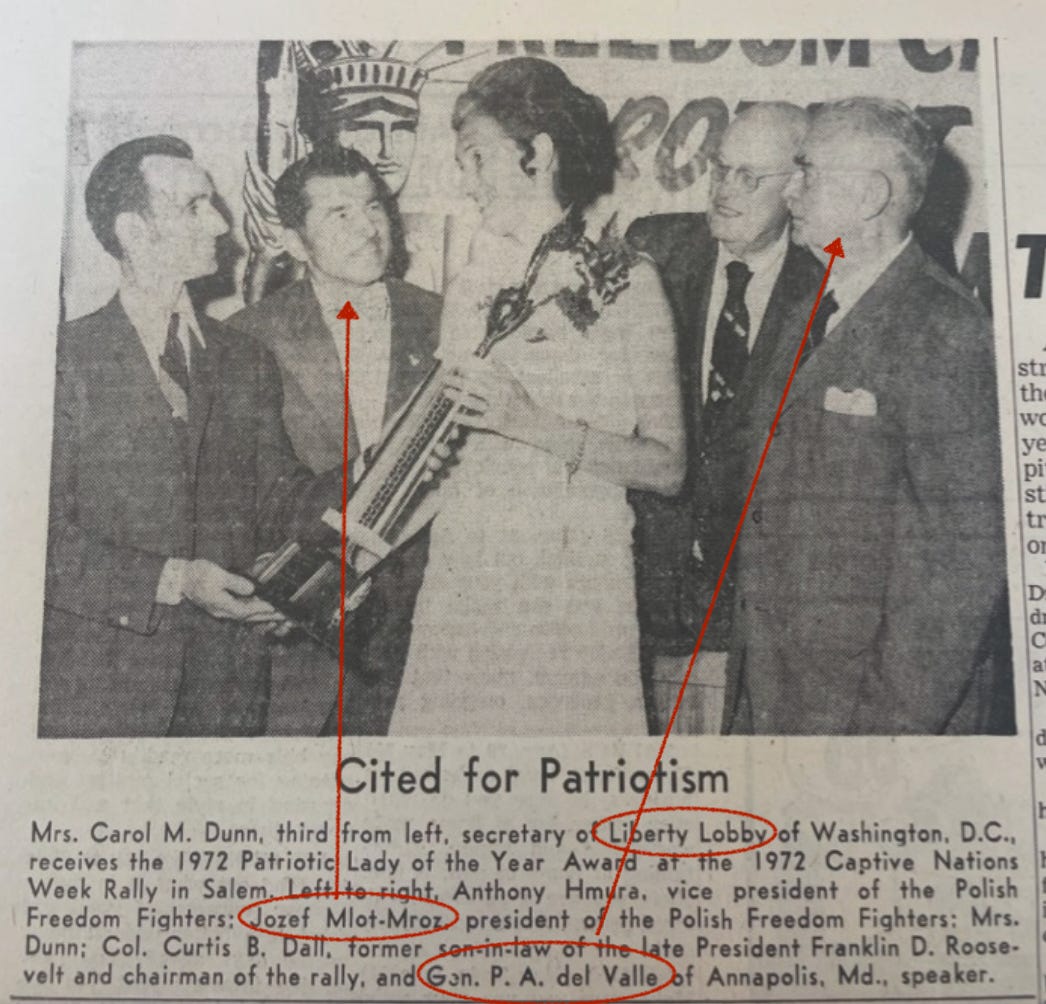 FREEDOM
Cited for Patriotism
Mrs. Carol M. Dunn, third from left, secretary of Liberty Lobby of Washington, D.C.,
receives the 1972 Patriotic Lady of the Year Award at the 1972 Captive Nations
Week Rally in Salem. Left to right, Anthony Hmura, vice president of the Polish
Freedom Fighters; Jozef Mlot-Mroz, president of the Polish Freedom Fighters; Mrs.
Dunn; Col. Curtis B. Dall, former son-in-law of the late President Franklin D. Roose-
velt and chairman of the rally, and Gen. P. A. del Valle of Annapolis, Md., speaker.